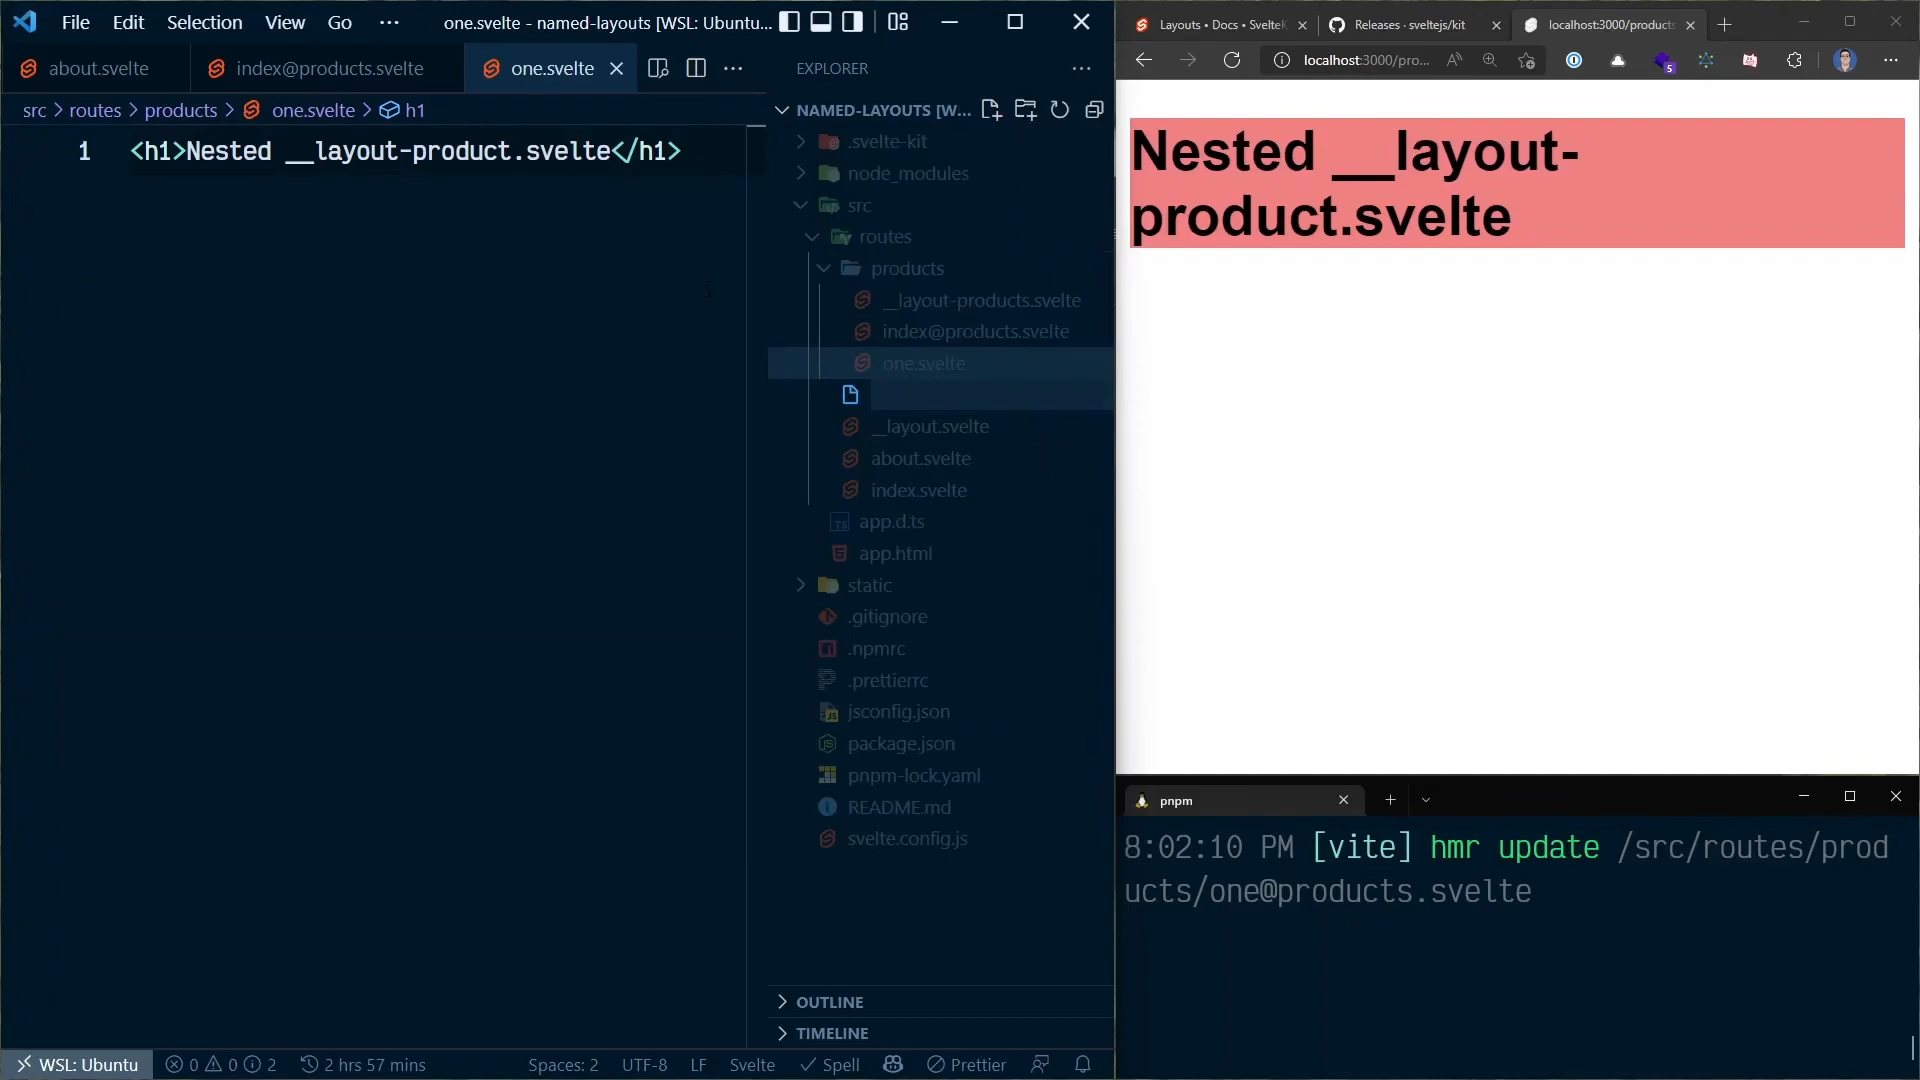 File Edit Selection View Go ··· one.svelte - named-layouts [WSL: Ubuntu...
about.svelte index@products.svelte one.svelte
src > routes > products > one.svelte > h1
1 <h1>Nested __layout-product.svelte</h1>
EXPLORER
NAMED-LAYOUTS [W...
.svelte-kit
node_modules
src
routes
products
__layout-products.svelte
index@products.svelte
one.svelte
__layout.svelte
about.svelte
index.svelte
TS app.d.ts
app.html
static
.gitignore
.npmrc
.prettierrc
JS jsconfig.json
package.json
pnpm-lock.yaml
README.md
svelte.config.js
OUTLINE
TIMELINE
WSL: Ubuntu 0 0 2 2 hrs 57 mins Spaces: 2 UTF-8 LF Svelte Spell Prettier
Layouts • Docs • SvelteK Releases · sveltejs/kit localhost:3000/products
localhost:3000/pro... 5
Nested __layout-
product.svelte
pnpm
8:02:10 PM [vite] hmr update /src/routes/prod
ucts/one@products.svelte